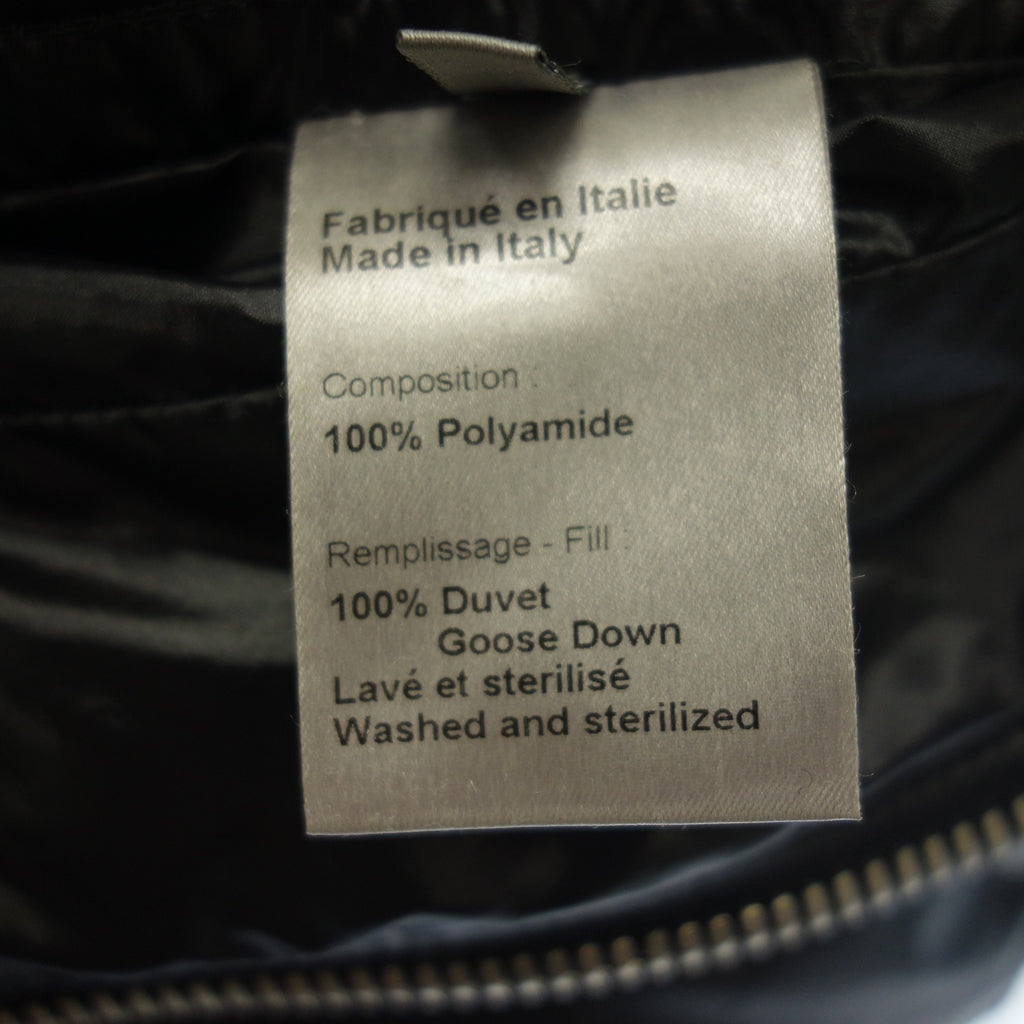 Fabriqué en Italie
Made in Italy
Composition :
100% Polyamide
Remplissage - Fill :
100% Duvet
Goose Down
Lavé et sterilisé
Washed and sterilized